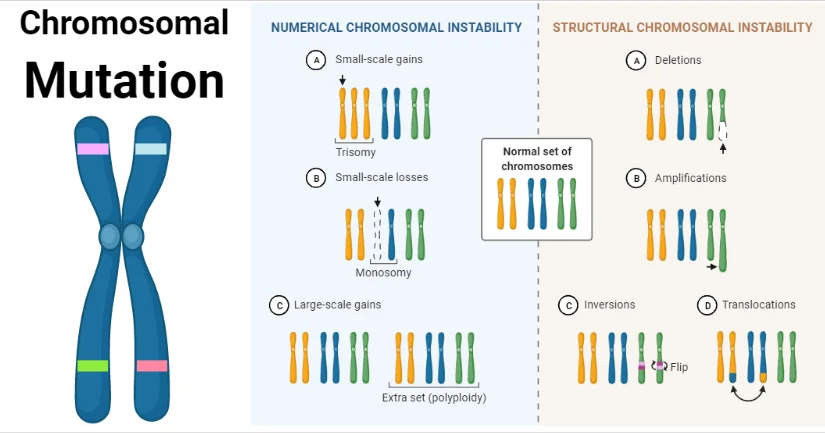 Chromosomal
Mutation
NUMERICAL CHROMOSOMAL INSTABILITY
A Small-scale gains
Trisomy
B Small-scale losses
Monosomy
C Large-scale gains
Extra set (polyploidy)
Normal set of
chromosomes
STRUCTURAL CHROMOSOMAL INSTABILITY
A Deletions
B Amplifications
C Inversions
Flip
D Translocations